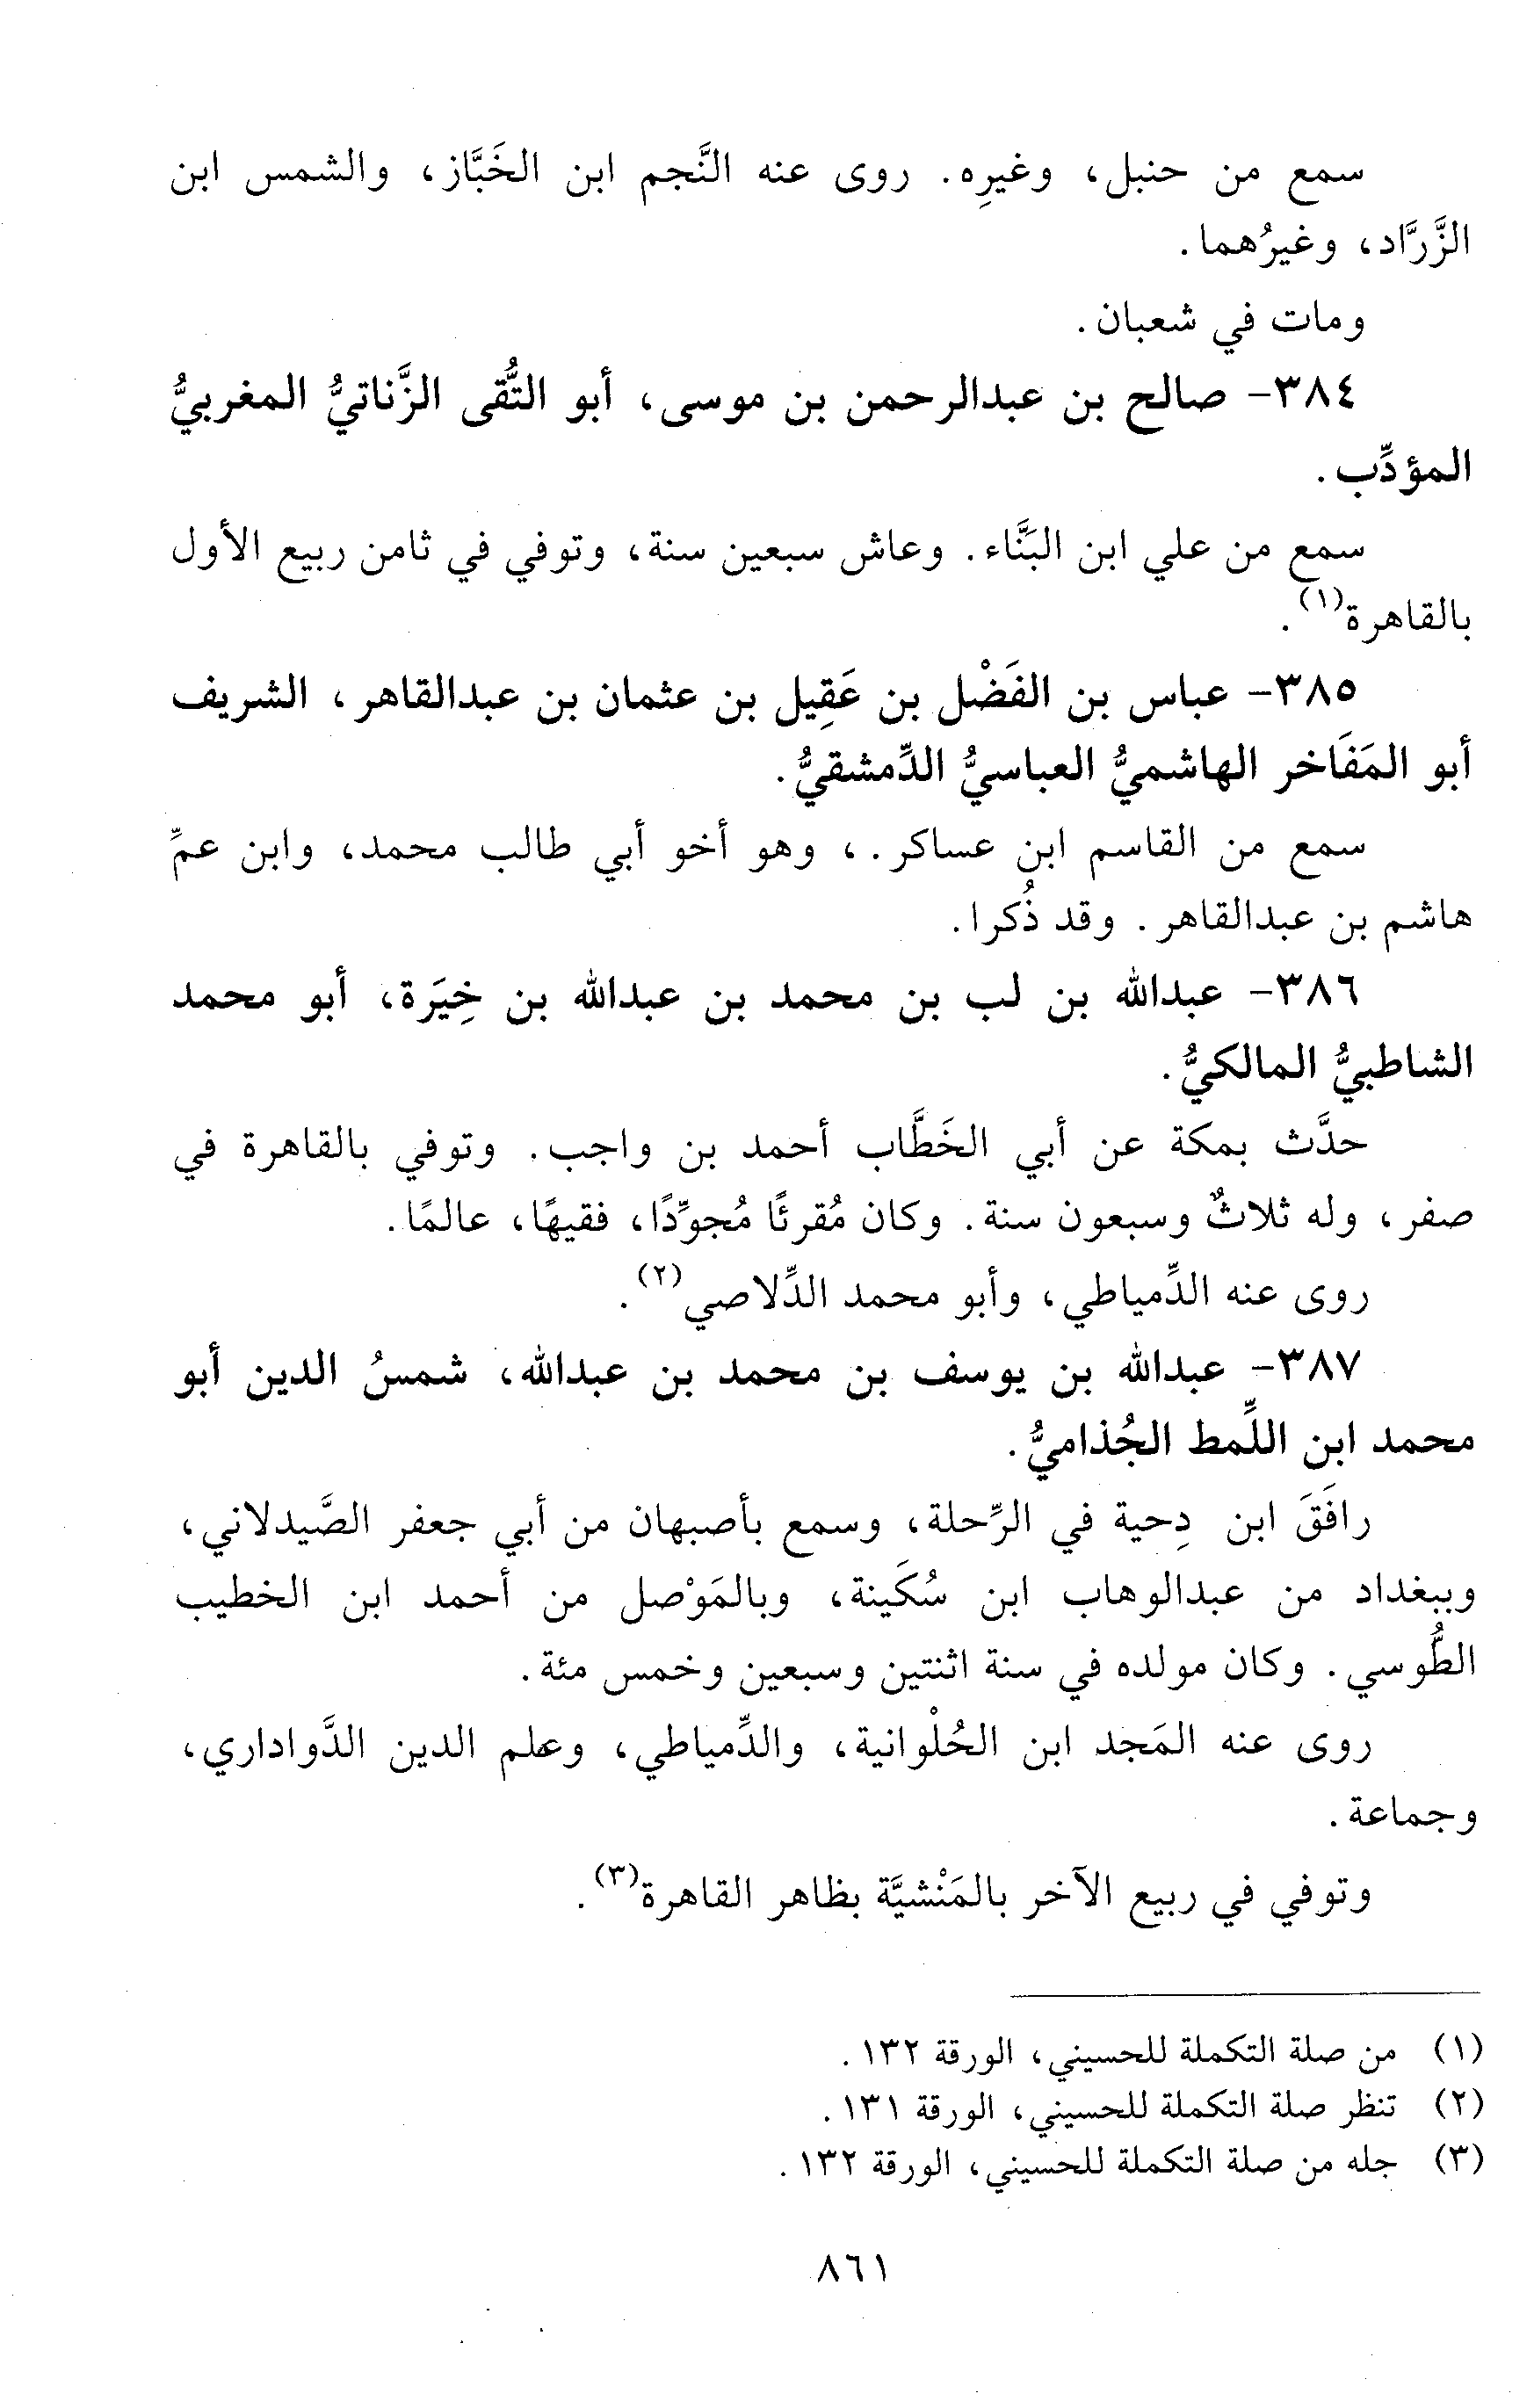 سمع من حنبل، وغيرِه. روى عنه النَّجم ابن الخَبَّاز، والشمس ابن
الزَّرَّاد، وغيرُهما.
ومات في شعبان.
٣٨٤- صالح بن عبدالرحمن بن موسى، أبو التُّقى الزَّناتيُّ المغربيُّ
المؤدِّب.
سمع من علي ابن البَنَّاء. وعاش سبعين سنة، وتوفي في ثامن ربيع الأول
بالقاهرة(١).
٣٨٥- عباس بن الفَضْل بن عَقِيل بن عثمان بن عبدالقاهر، الشريف
أبو المَفَاخر الهاشميُّ العباسيُّ الدِّمشقيُّ.
سمع من القاسم ابن عساكر.، وهو أخو أبي طالب محمد، وابن عمِّ
هاشم بن عبدالقاهر. وقد ذُكرا.
٣٨٦- عبدالله بن لب بن محمد بن عبدالله بن خِيَرة، أبو محمد
الشاطبيُّ المالكيُّ.
حدَّث بمكة عن أبي الخَطَّاب أحمد بن واجب. وتوفي بالقاهرة في
صفر، وله ثلاثٌ وسبعون سنة. وكان مُقرئًا مُجوِّدًا، فقيهًا، عالمًا.
روى عنه الدِّمياطي، وأبو محمد الدِّلاصي(٢).
٣٨٧- عبدالله بن يوسف بن محمد بن عبدالله، شمسُ الدين أبو
محمد ابن اللِّمط الجُذاميُّ.
رافَقَ ابن دِحية في الرِّحلة، وسمع بأصبهان من أبي جعفر الصَّيدلاني،
وببغداد من عبدالوهاب ابن سُكَينة، وبالمَوْصل من أحمد ابن الخطيب
الطُّوسي. وكان مولده في سنة اثنتين وسبعين وخمس مئة.
روى عنه المَجد ابن الحُلْوانية، والدِّمياطي، وعلم الدين الدَّواداري،
وجماعة.
وتوفي في ربيع الآخر بالمَنْشيَّة بظاهر القاهرة(٣).
(١) من صلة التكملة للحسيني، الورقة ١٣٢.
(٢) تنظر صلة التكملة للحسيني، الورقة ١٣١.
(٣) جله من صلة التكملة للحسيني، الورقة ١٣٢.
٨٦١